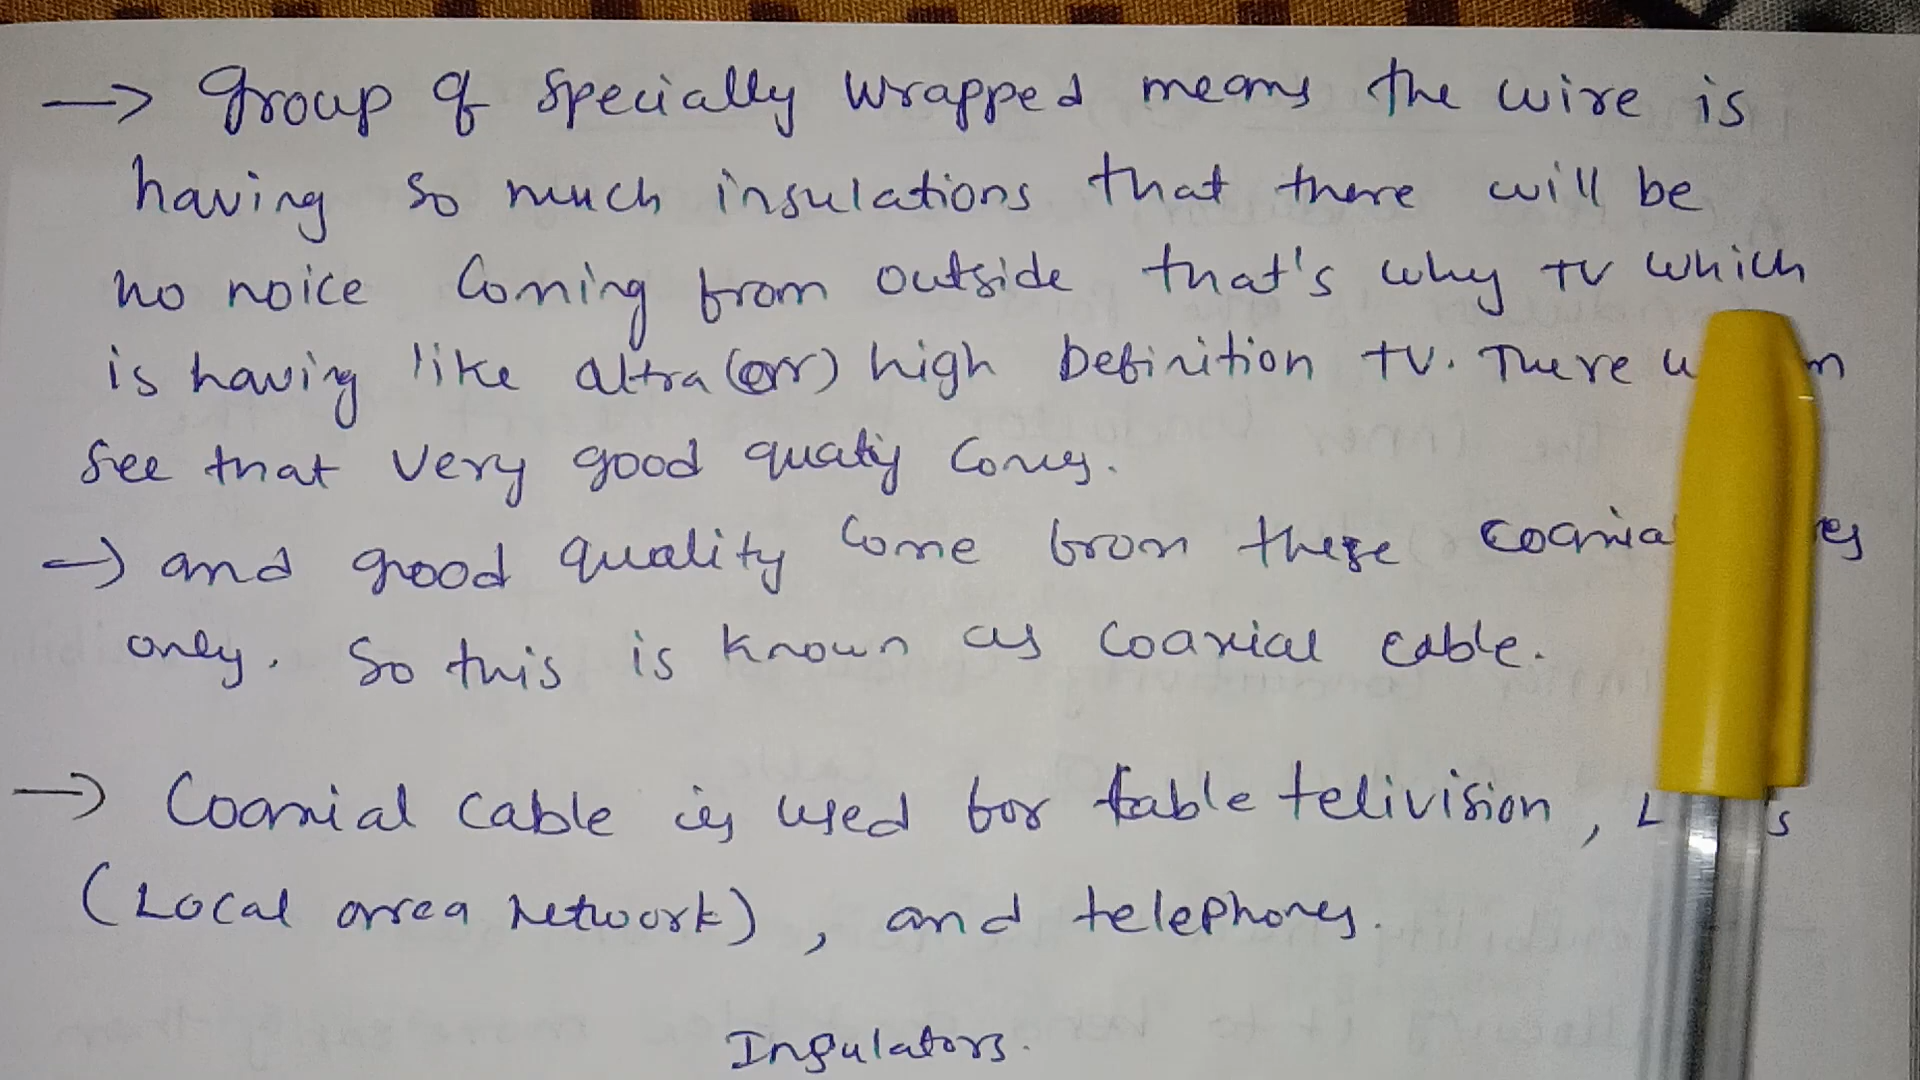 → Group of specially wrapped means the wire is
having so much insulations that there will be
no noice coming from outside that's why TV which
is having like altra (or) high Definition TV. There
see that very good quality comes.
→ and good quality come from these
only. So this is known as coaxial cable.
→ Coaxial cable is used for table telivision,
(Local area network), and telephones.
Insulators.